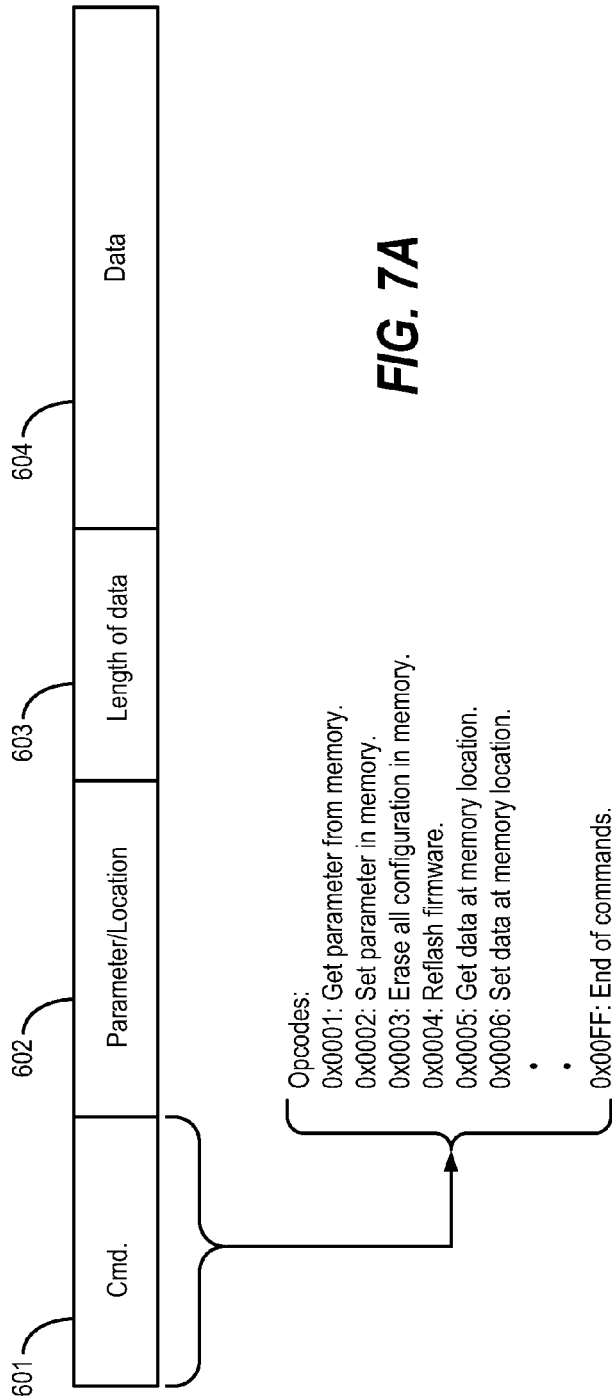 601
602
603
604
Cmd.
Parameter/Location
Length of data
Data
Opcodes:
0x0001: Get parameter from memory.
0x0002: Set parameter in memory.
0x0003: Erase all configuration in memory.
0x0004: Reflash firmware.
0x0005: Get data at memory location.
0x0006: Set data at memory location.
•
•
0x00FF: End of commands.
FIG. 7A